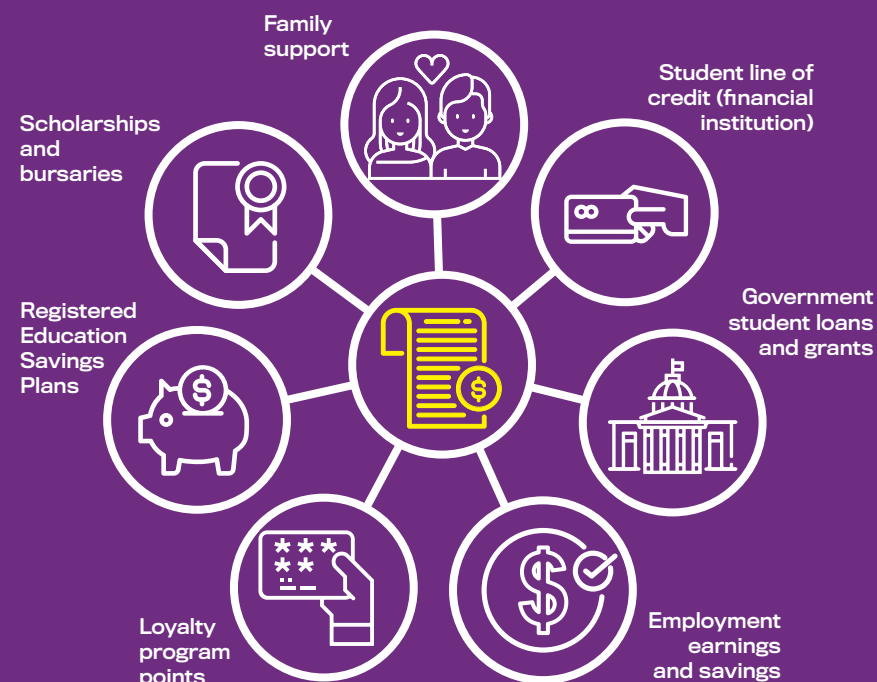 Family
support
Student line of
credit (financial
institution)
Scholarships
and
bursaries
Government
student loans
and grants
Registered
Education
Savings
Plans
$
$
$
Employment
earnings
and savings
Loyalty
program
points
*****